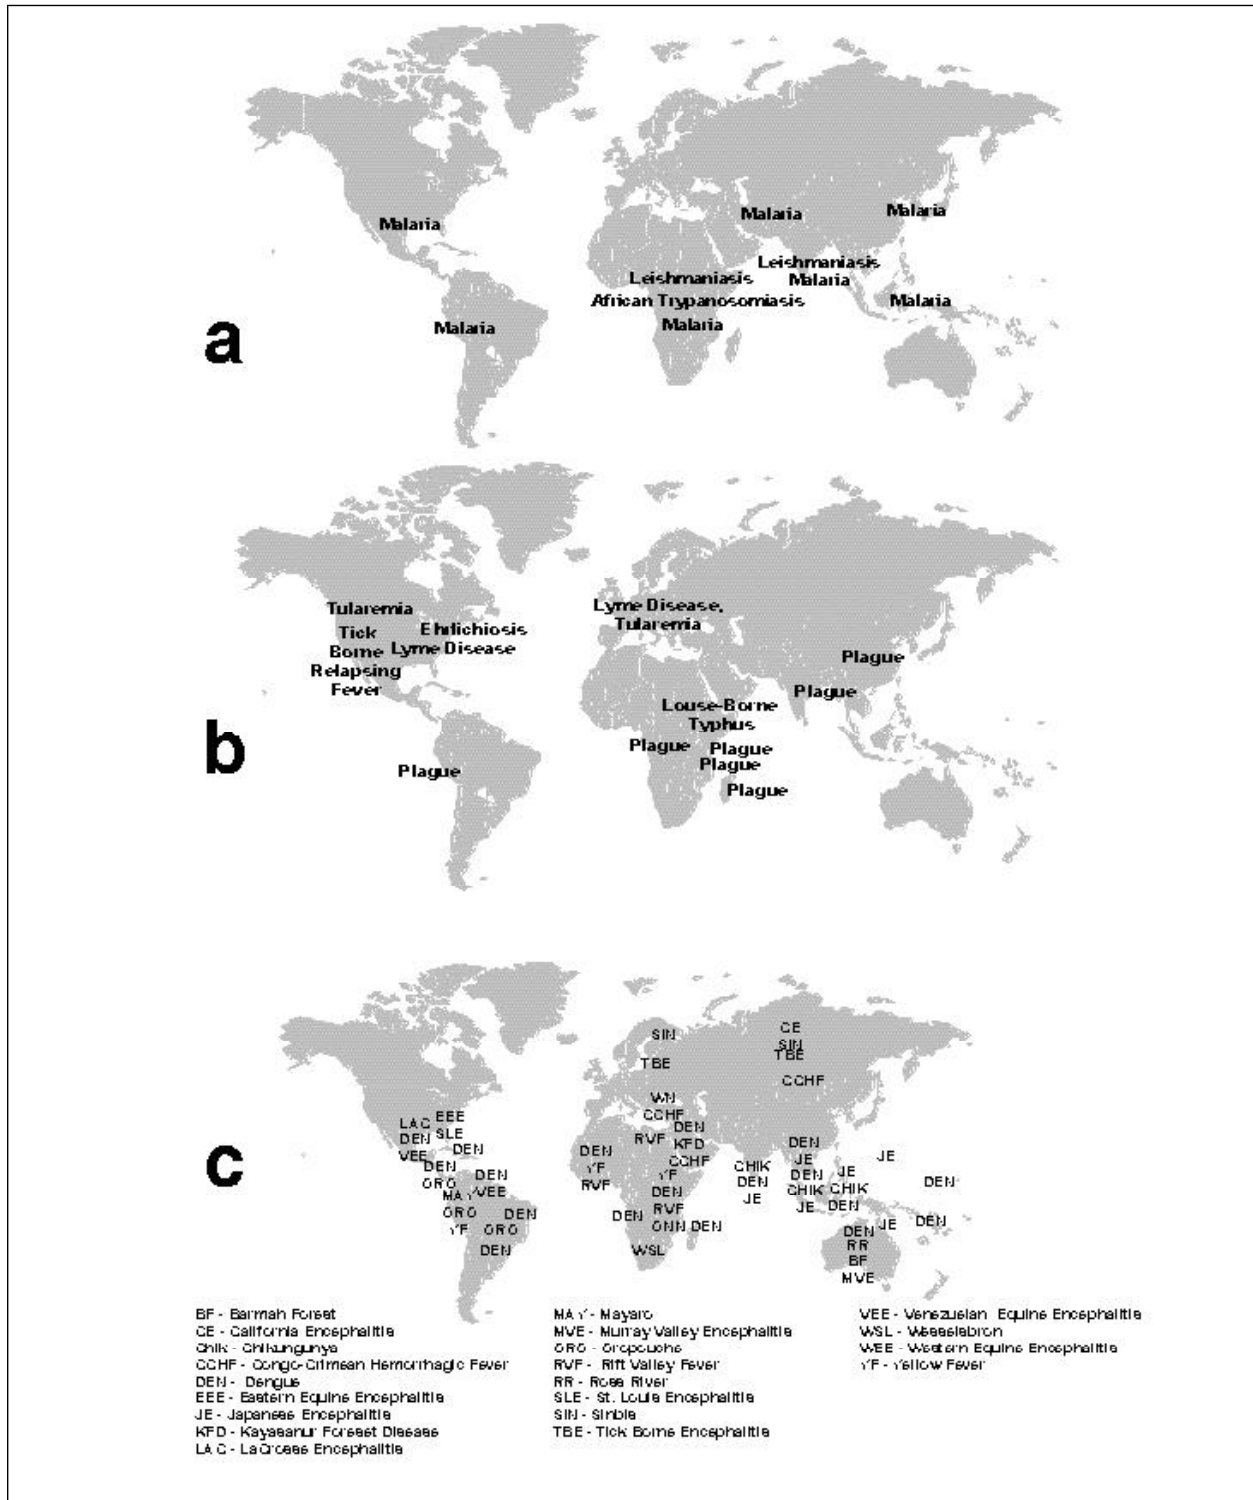 Malaria
Malaria
Malaria
Malaria
Leishmaniasis
Malaria
Leishmaniasis
African Trypanosomiasis
Malaria
Malaria
a
Tularemia
Tick
Borne
Relapsing
Fever
Ehrlichiosis
Lyme Disease
Lyme Disease,
Tularemia
Plague
Plague
Louse-Borne
Typhus
Plague
Plague
Plague
Plague
Plague
b
SIN
TBE
CE
SIN
TBE
CCHF
WN
CCHF
DEN
RVF
KFD
CCHF
LAC
EEE
DEN
SLE
VEE
DEN
DEN
ORO
DEN
MAY
VEE
ORO
DEN
YF
ORO
DEN
DEN
YF
RVF
YF
DEN
RVF
DEN
ONN
DEN
WSL
CHIK
DEN
JE
DEN
JE
DEN
CHIK
JE
JE
CHIK
DEN
JE
DEN
DEN
JE
DEN
RR
BF
MVE
c
BF - Barmah Forest
CE - California Encephalitis
Chik - Chikungunya
CCHF - Congo-Crimean Hemorrhagic Fever
DEN - Dengue
EEE - Eastern Equine Encephalitis
JE - Japanese Encephalitis
KFD - Kayasanur Forest Disease
LAC - LaCrosse Encephalitis
MAY - Mayaro
MVE - Murray Valley Encephalitis
ORO - Oropouche
RVF - Rift Valley Fever
RR - Ross River
SLE - St. Louis Encephalitis
SIN - Sinbis
TBE - Tick Borne Encephalitis
VEE - Venezuelan Equine Encephalitis
WSL -
WEE - Western Equine Encephalitis
YF - Yellow Fever